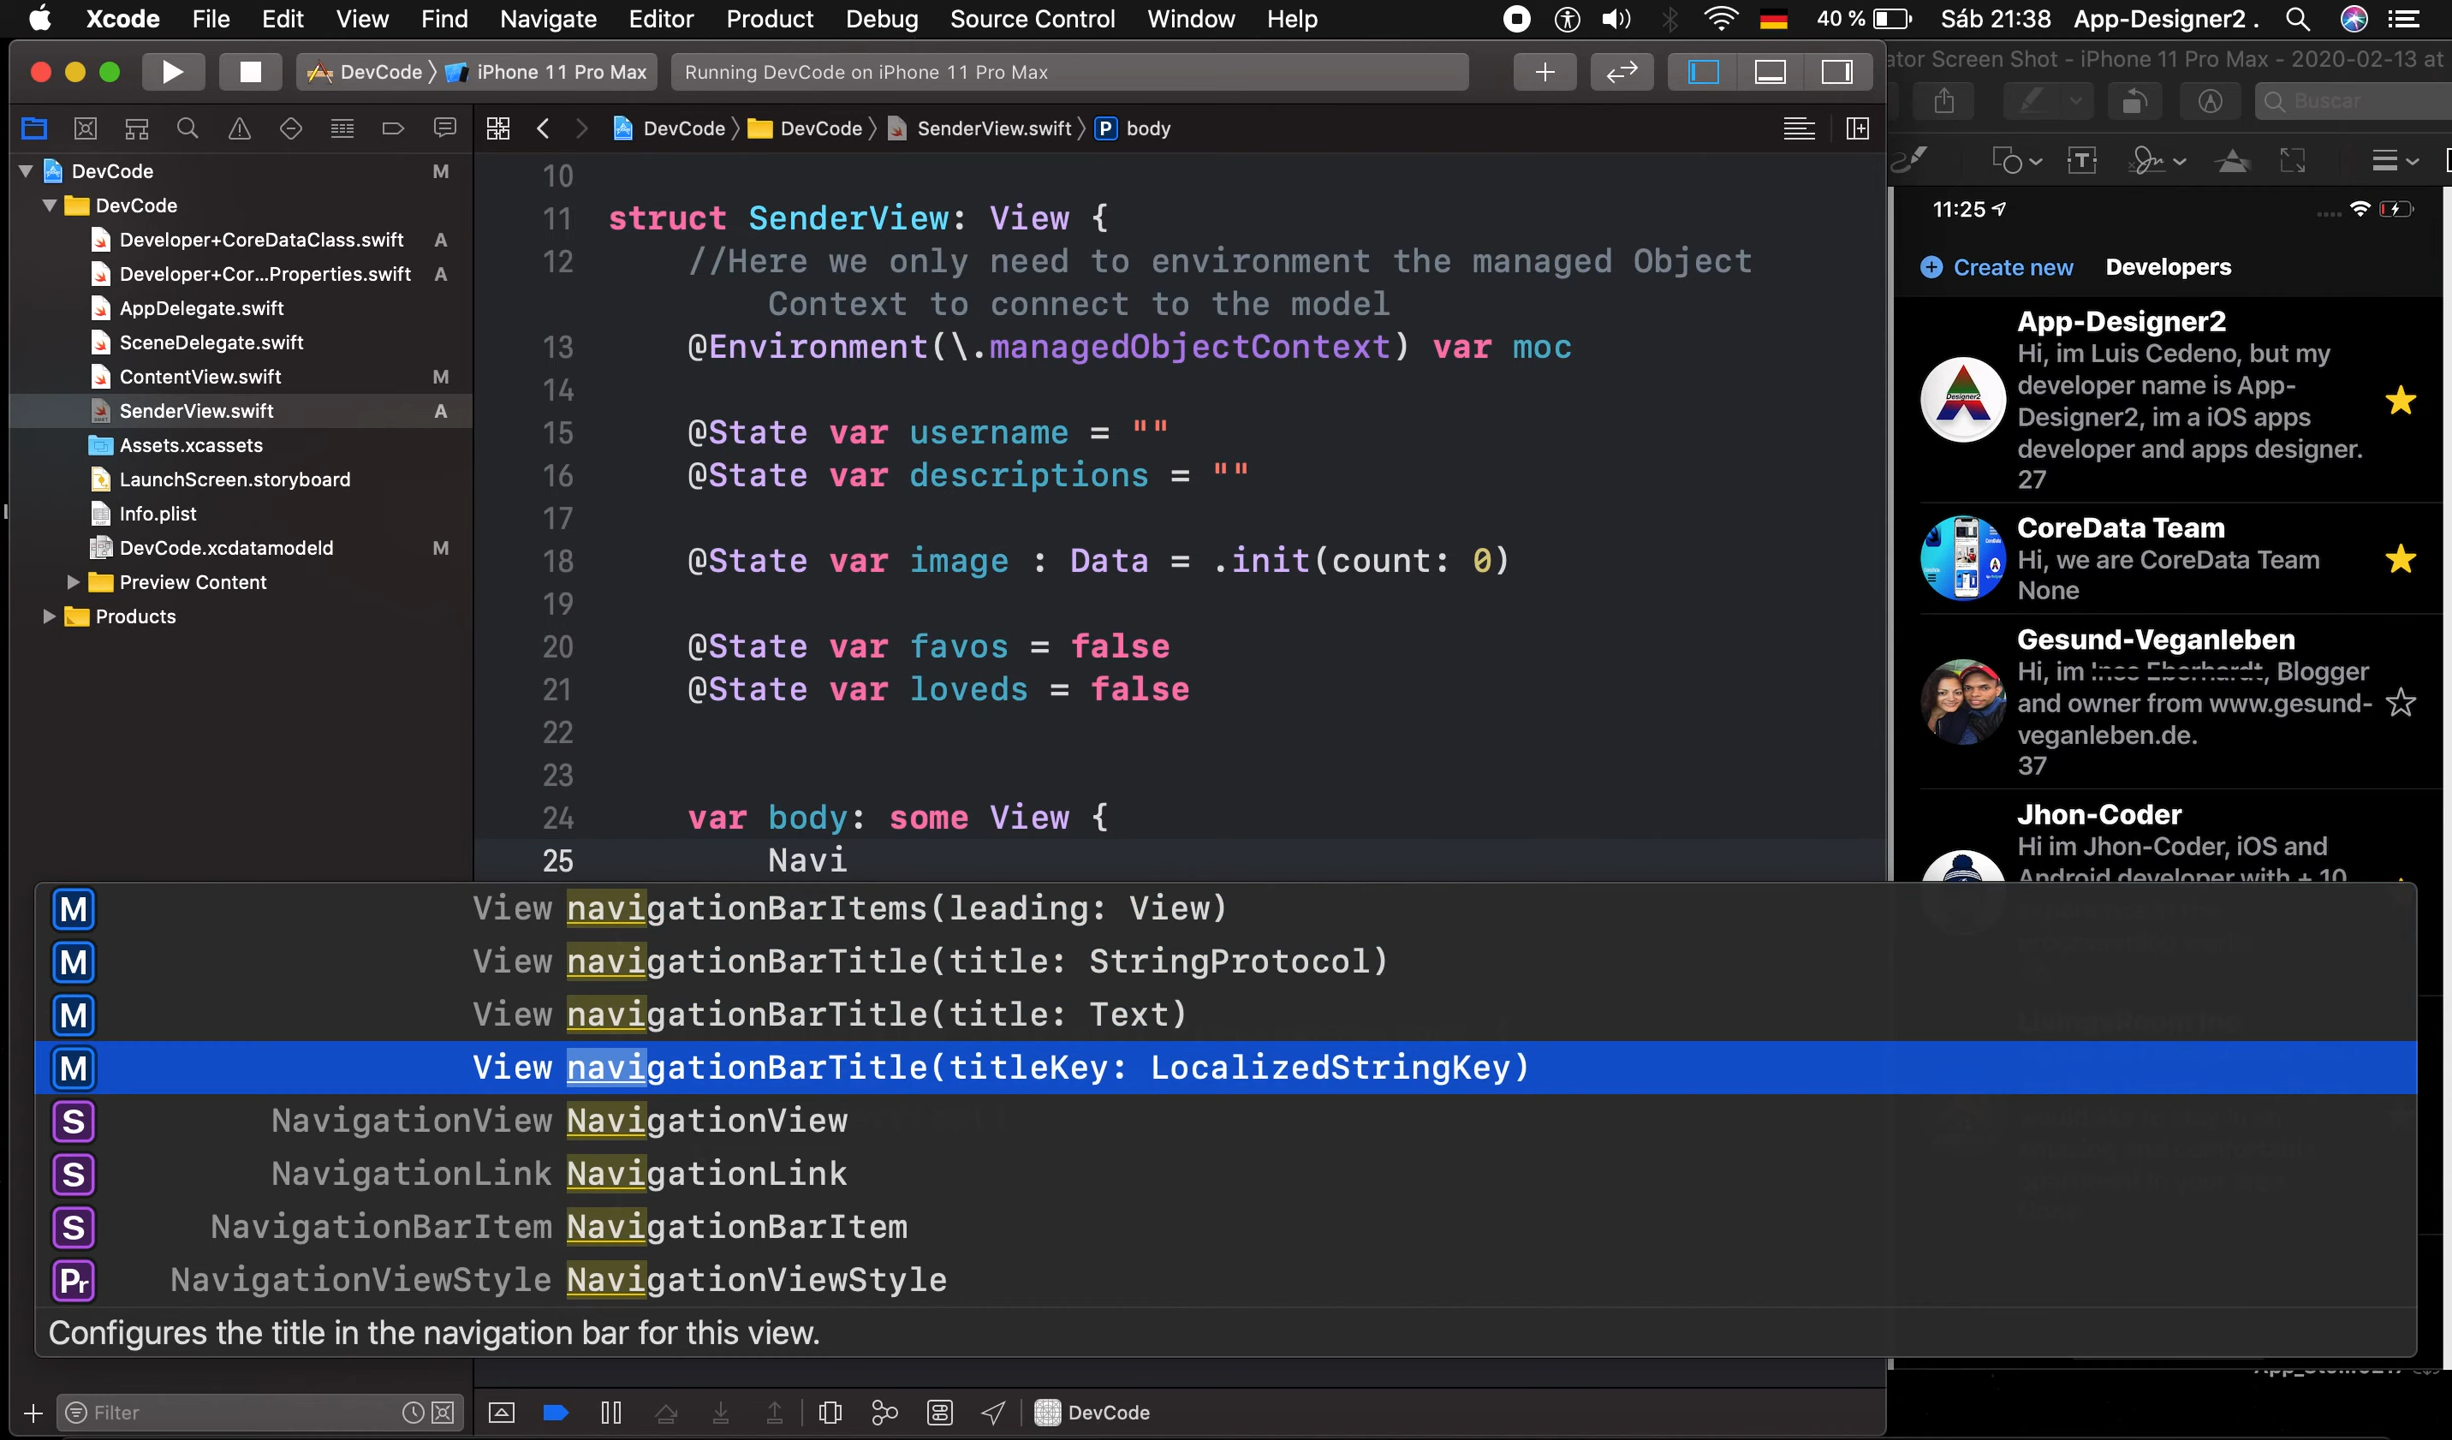 Xcode File Edit View Find Navigate Editor Product Debug Source Control Window Help 40 % Sáb 21:38 App-Designer2 .
DevCode 〉 iPhone 11 Pro Max
Running DevCode on iPhone 11 Pro Max
DevCode 〉 DevCode 〉 SenderView.swift 〉 P body
DevCode M
DevCode
Developer+CoreDataClass.swift A
Developer+Cor...Properties.swift A
AppDelegate.swift
SceneDelegate.swift
ContentView.swift M
SenderView.swift A
Assets.xcassets
LaunchScreen.storyboard
Info.plist
DevCode.xcdatamodeld M
Preview Content
Products
Filter
10
11 struct SenderView: View {
12 //Here we only need to environment the managed Object
Context to connect to the model
13 @Environment(\.managedObjectContext) var moc
14
15 @State var username = ""
16 @State var descriptions = ""
17
18 @State var image : Data = .init(count: 0)
19
20 @State var favos = false
21 @State var loveds = false
22
23
24 var body: some View {
25 Navi
M View navigationBarItems(leading: View)
M View navigationBarTitle(title: StringProtocol)
M View navigationBarTitle(title: Text)
M View navigationBarTitle(titleKey: LocalizedStringKey)
S NavigationView NavigationView
S NavigationLink NavigationLink
S NavigationBarItem NavigationBarItem
Pr NavigationViewStyle NavigationViewStyle
Configures the title in the navigation bar for this view.
DevCode
ator Screen Shot - iPhone 11 Pro Max - 2020-02-13 at
Buscar
11:25
Create new Developers
App-Designer2
Hi, im Luis Cedeno, but my
developer name is App-
Designer2, im a iOS apps
developer and apps designer.
27
CoreData Team
Hi, we are CoreData Team
None
Gesund-Veganleben
Hi, im Ines Eberhardt, Blogger
and owner from www.gesund-
veganleben.de.
37
Jhon-Coder
Hi im Jhon-Coder, iOS and
Android developer with + 10